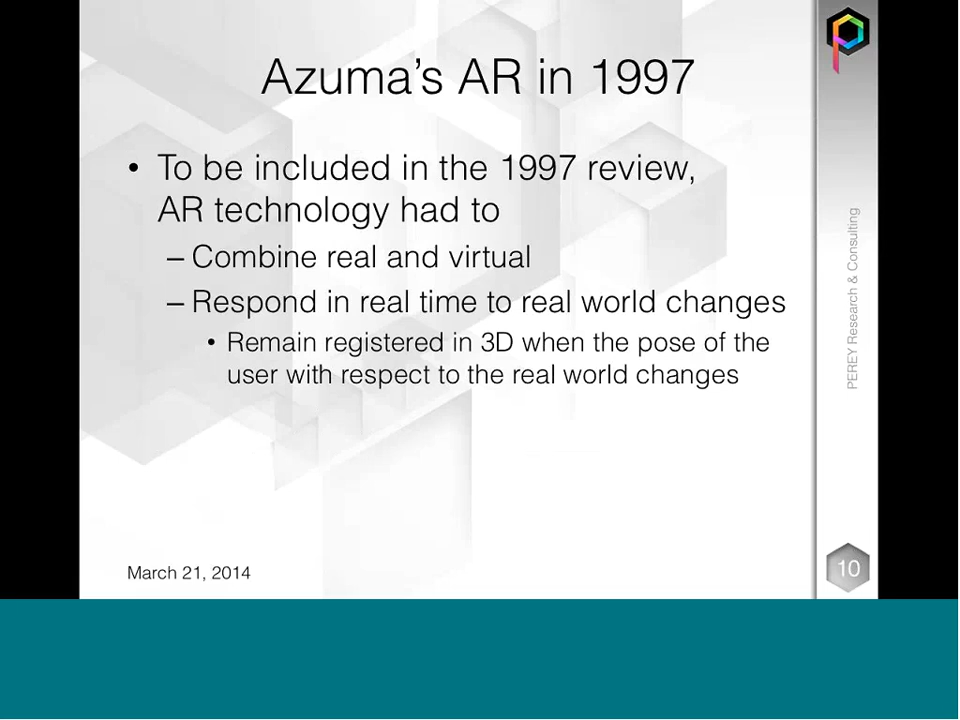 Azuma’s AR in 1997
• To be included in the 1997 review,
AR technology had to
– Combine real and virtual
– Respond in real time to real world changes
• Remain registered in 3D when the pose of the
user with respect to the real world changes
March 21, 2014
PEREY Research & Consulting
10